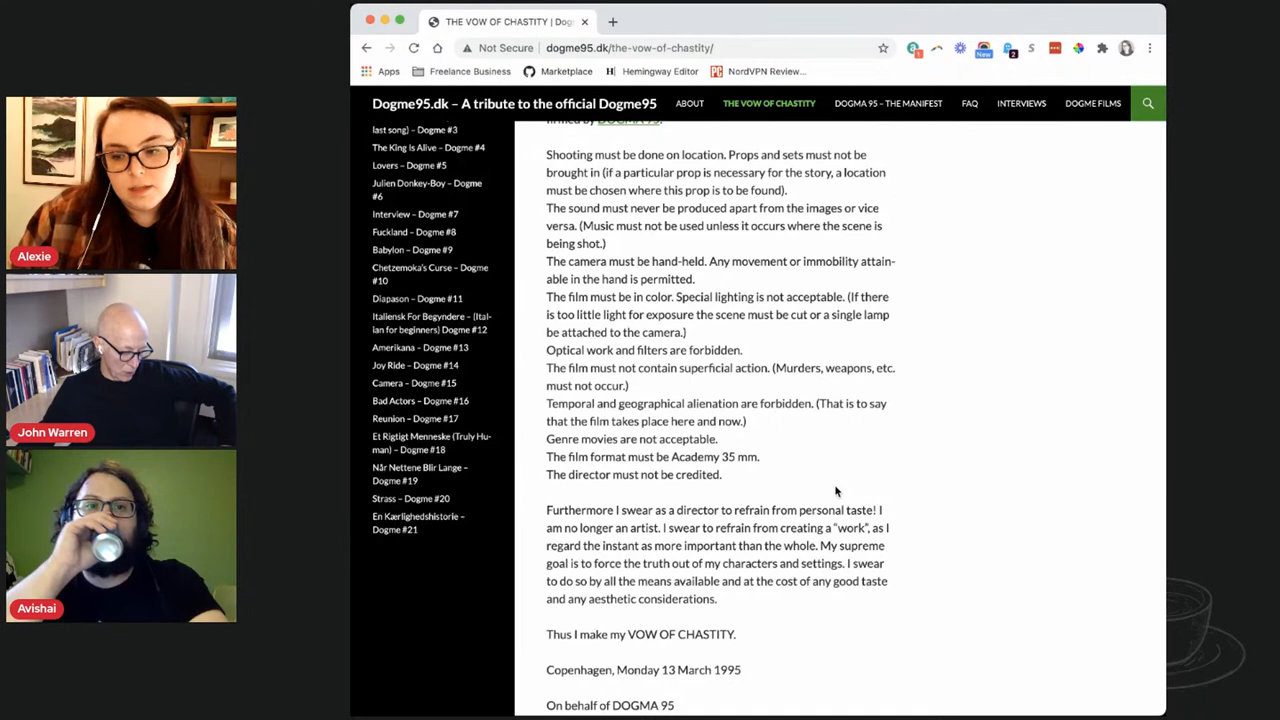 THE VOW OF CHASTITY | Dog
Not Secure
dogme95.dk/the-vow-of-chastity/
New
Apps
Freelance Business
Marketplace
Hemingway Editor
NordVPN Review...
Dogme95.dk – A tribute to the official Dogme95
ABOUT
THE VOW OF CHASTITY
DOGMA 95 – THE MANIFEST
FAQ
INTERVIEWS
DOGME FILMS
last song) – Dogme #3
The King Is Alive – Dogme #4
Lovers – Dogme #5
Julien Donkey-Boy – Dogme
#6
Interview – Dogme #7
Fuckland – Dogme #8
Babylon – Dogme #9
Chetzemoka's Curse – Dogme
#10
Diapason – Dogme #11
Italiensk For Begyndere – (Ital-
ian for beginners) Dogme #12
Amerikana – Dogme #13
Joy Ride – Dogme #14
Camera – Dogme #15
Bad Actors – Dogme #16
Reunion – Dogme #17
Et Rigtigt Menneske (Truly Hu-
man) – Dogme #18
Når Nettene Blir Lange –
Dogme #19
Strass – Dogme #20
En Kærlighedshistorie –
Dogme #21
firmed by DOGMA 95:
Shooting must be done on location. Props and sets must not be
brought in (if a particular prop is necessary for the story, a location
must be chosen where this prop is to be found).
The sound must never be produced apart from the images or vice
versa. (Music must not be used unless it occurs where the scene is
being shot.)
The camera must be hand-held. Any movement or immobility attain-
able in the hand is permitted.
The film must be in color. Special lighting is not acceptable. (If there
is too little light for exposure the scene must be cut or a single lamp
be attached to the camera.)
Optical work and filters are forbidden.
The film must not contain superficial action. (Murders, weapons, etc.
must not occur.)
Temporal and geographical alienation are forbidden. (That is to say
that the film takes place here and now.)
Genre movies are not acceptable.
The film format must be Academy 35 mm.
The director must not be credited.
Furthermore I swear as a director to refrain from personal taste! I
am no longer an artist. I swear to refrain from creating a “work”, as I
regard the instant as more important than the whole. My supreme
goal is to force the truth out of my characters and settings. I swear
to do so by all the means available and at the cost of any good taste
and any aesthetic considerations.
Thus I make my VOW OF CHASTITY.
Copenhagen, Monday 13 March 1995
On behalf of DOGMA 95
Alexie
John Warren
Avishai